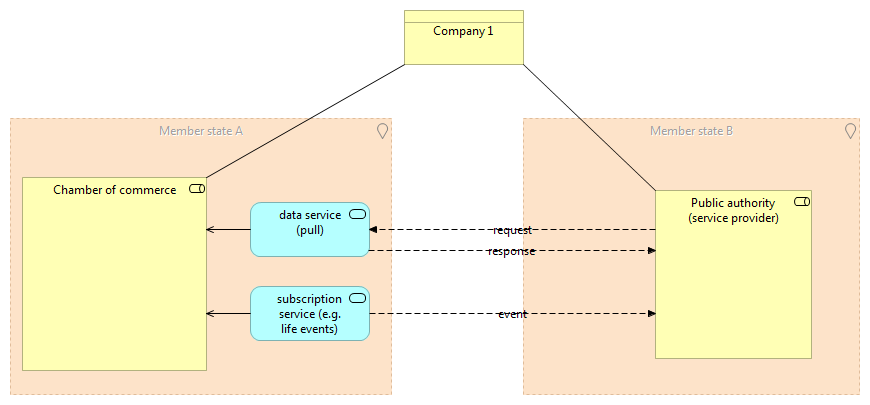 Company 1
Member state A
Member state B
Chamber of commerce
data service
(pull)
Public authority
(service provider)
request
response
subscription
service (e.g.
life events)
event